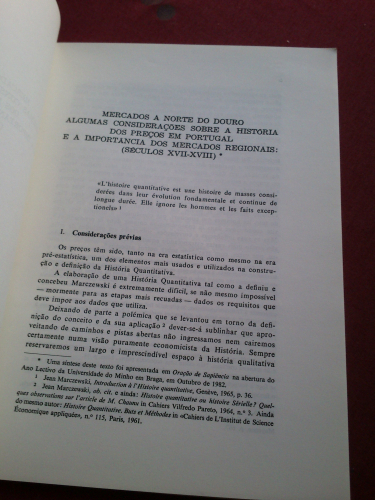 MERCADOS A NORTE DO DOURO
ALGUMAS CONSIDERAÇÕES SOBRE A HISTÓRIA
DOS PREÇOS EM PORTUGAL
E A IMPORTANCIA DOS MERCADOS REGIONAIS:
(SÉCULOS XVII-XVIII) *
«L'histoire quantitative est une histoire de masses consi-
derées dans leur évolution fondamentale et continue de
longue durée. Elle ignore les hommes et les faits excep-
tionels» 1
1. Considerações prévias
Os preços têm sido, tanto na era estatística como mesmo na era
pré-estatística, um dos elementos mais usados e utilizados na constru-
ção e definição da História Quantitativa.
A elaboração de uma História Quantitativa tal como a definiu e
concebeu Marczewski é extremamente difícil, se não mesmo impossível
— mormente para as etapas mais recuadas — dados os requisitos que
deve impor aos dados que utiliza.
Deixando de parte a polémica que se levantou em torno da defi-
nição do conceito e da sua aplicação 2 dever-se-á sublinhar que apro-
veitando de caminhos e pistas abertas não ingressamos nem cairemos
certamente numa visão puramente economicista da História. Sempre
reservaremos um largo e imprescindível espaço à história qualitativa
* Uma síntese deste texto foi apresentada em Oração de Sapiência na abertura do
Ano Lectivo da Universidade do Minho em Braga, em Outubro de 1982.
1 Jean Marczewski, Introduction à l'Histoire quantitative, Genève, 1965, p. 36.
2 Jean Marczewski, ob. cit. e ainda: Histoire quantitative ou histoire Sérielle? Quel-
ques observations sur l'article de M. Chaunu in Cahiers Vilfredo Pareto, 1964, n.º 3. Ainda
do mesmo autor: Histoire Quantitative, Buts et Méthodes in «Cahiers de L'Institut de Science
Économique appliquée», n.º 115, Paris, 1961.